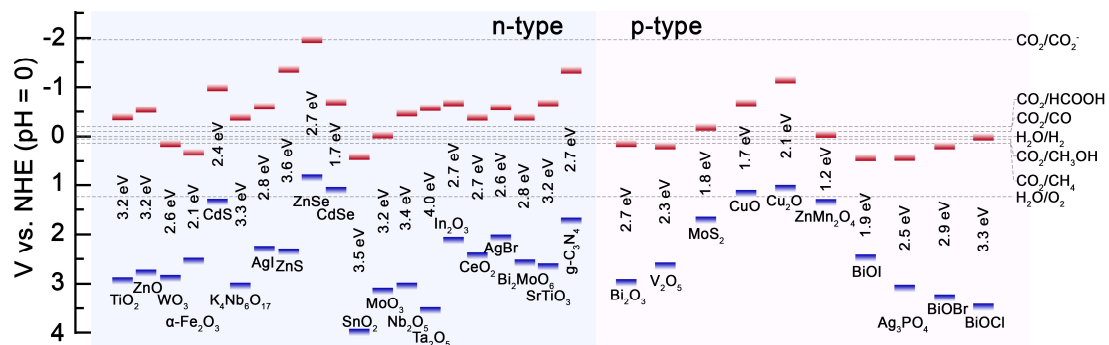 n-type
p-type
V vs. NHE (pH = 0)
-2
-1
0
1
2
3
4
CO₂/CO₂⁻
CO₂/HCOOH
CO₂/CO
H₂O/H₂
CO₂/CH₃OH
CO₂/CH₄
H₂O/O₂
3.2 eV
TiO₂
3.2 eV
ZnO
2.6 eV
WO₃
2.1 eV
α-Fe₂O₃
2.4 eV
CdS
3.3 eV
K₄Nb₆O₁₇
2.8 eV
AgI
3.6 eV
ZnS
2.7 eV
ZnSe
1.7 eV
CdSe
3.5 eV
SnO₂
3.2 eV
MoO₃
3.4 eV
Nb₂O₅
4.0 eV
Ta₂O₅
2.7 eV
In₂O₃
2.7 eV
CeO₂
2.6 eV
AgBr
2.8 eV
Bi₂MoO₆
3.2 eV
SrTiO₃
2.7 eV
g-C₃N₄
2.7 eV
Bi₂O₃
2.3 eV
V₂O₅
1.8 eV
MoS₂
1.7 eV
CuO
2.1 eV
Cu₂O
1.2 eV
ZnMn₂O₄
1.9 eV
BiOI
2.5 eV
Ag₃PO₄
2.9 eV
BiOBr
3.3 eV
BiOCl